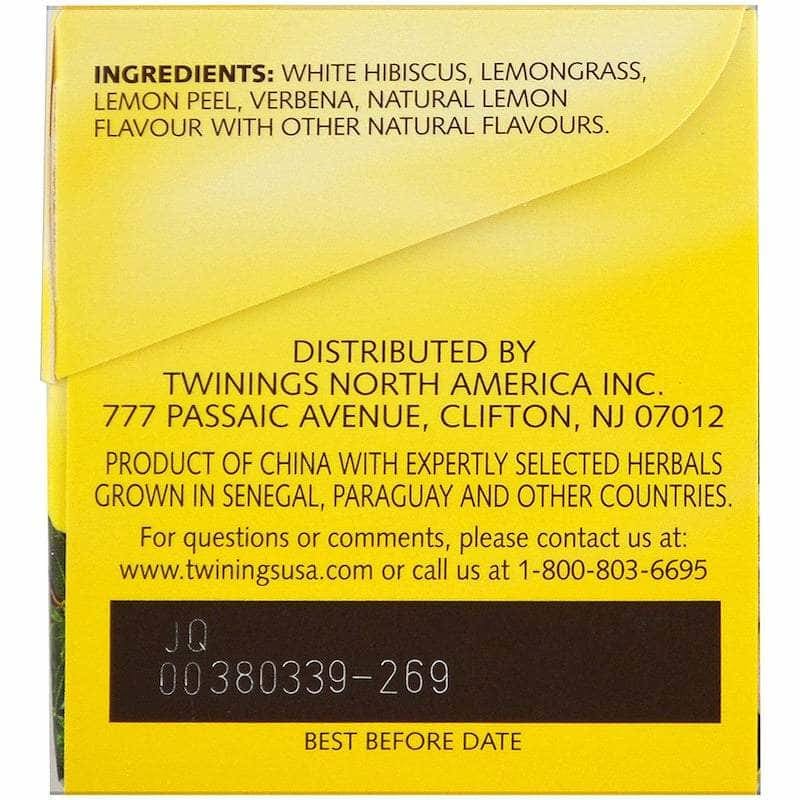 INGREDIENTS: WHITE HIBISCUS, LEMONGRASS,
LEMON PEEL, VERBENA, NATURAL LEMON
FLAVOUR WITH OTHER NATURAL FLAVOURS.
DISTRIBUTED BY
TWININGS NORTH AMERICA INC.
777 PASSAIC AVENUE, CLIFTON, NJ 07012
PRODUCT OF CHINA WITH EXPERTLY SELECTED HERBALS
GROWN IN SENEGAL, PARAGUAY AND OTHER COUNTRIES.
For questions or comments, please contact us at:
www.twiningsusa.com or call us at 1-800-803-6695
JQ
00380339-269
BEST BEFORE DATE